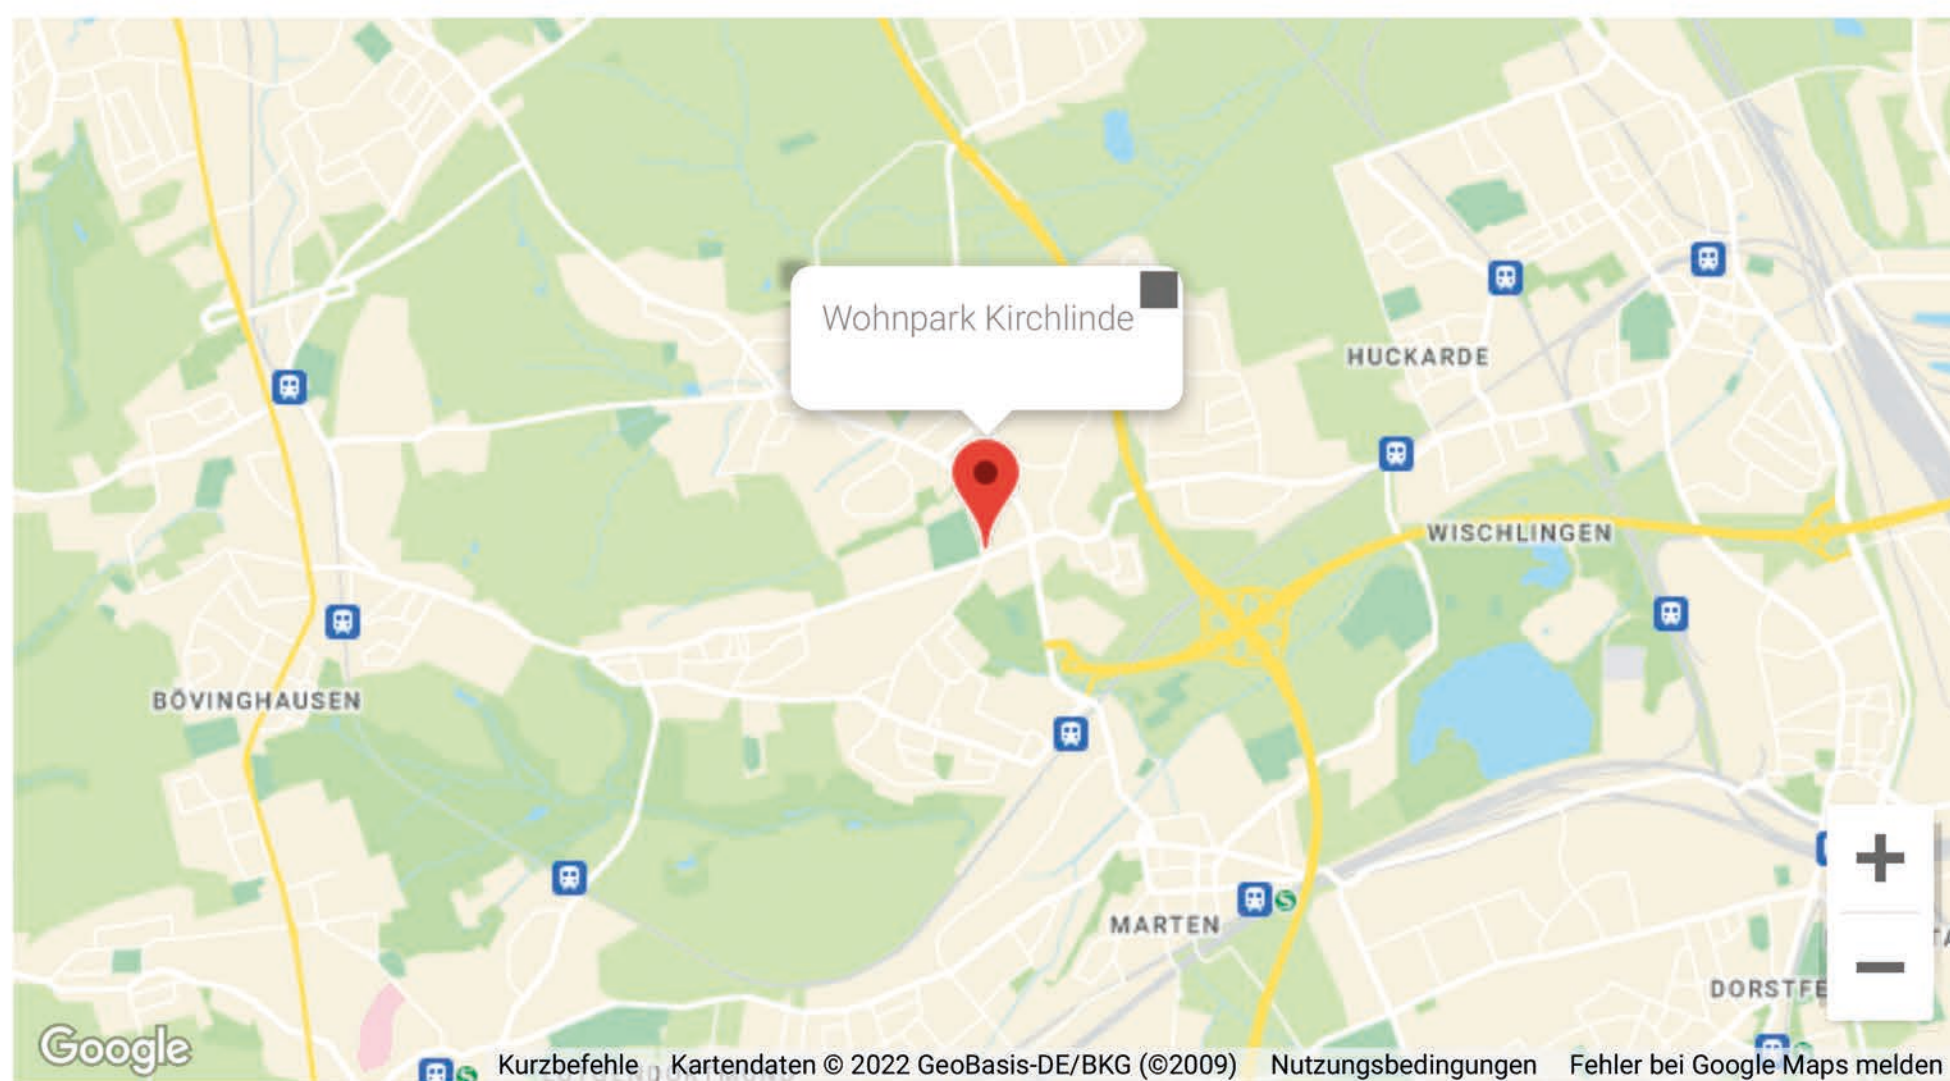 Wohnpark Kirchlinde
HUCKARDE
WISCHLINGEN
BÖVINGHAUSEN
MARTEN
DORSTFE
+
−
Google
Kurzbefehle Kartendaten © 2022 GeoBasis-DE/BKG (©2009) Nutzungsbedingungen Fehler bei Google Maps melden